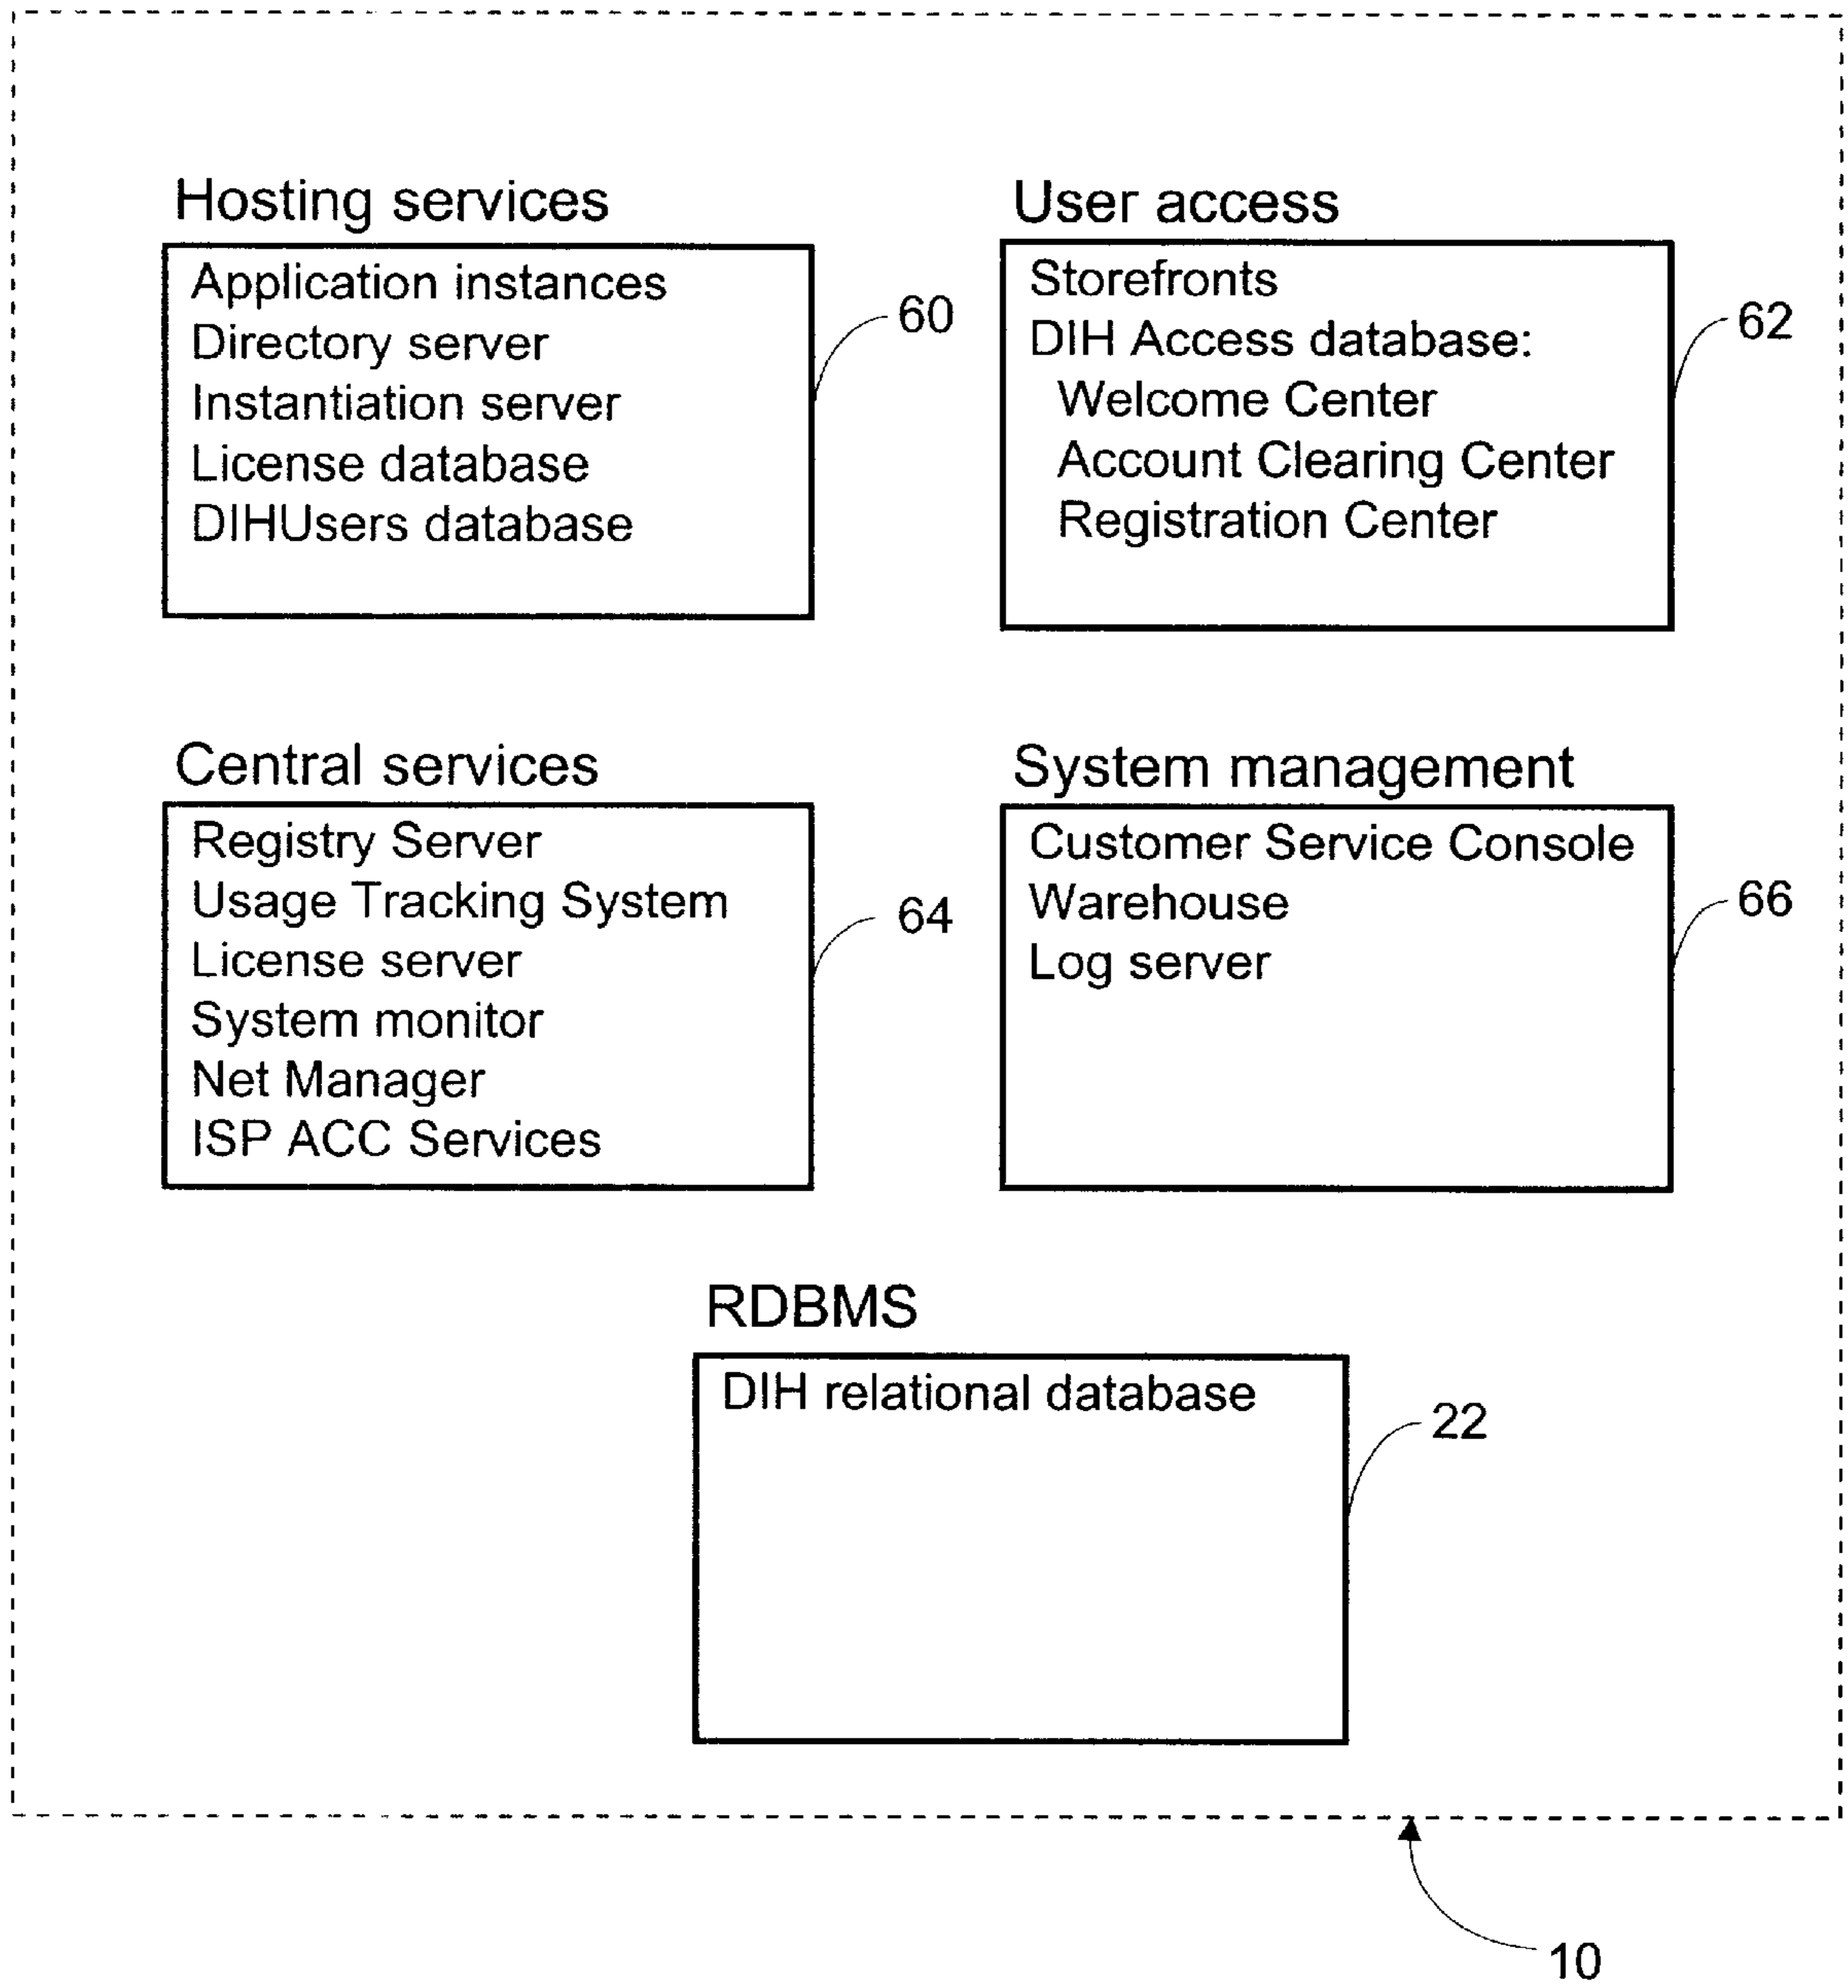 Hosting services
Application instances
Directory server
Instantiation server
License database
DIHUsers database
60
User access
Storefronts
DIH Access database:
Welcome Center
Account Clearing Center
Registration Center
62
Central services
Registry Server
Usage Tracking System
License server
System monitor
Net Manager
ISP ACC Services
64
System management
Customer Service Console
Warehouse
Log server
66
RDBMS
DIH relational database
22
10